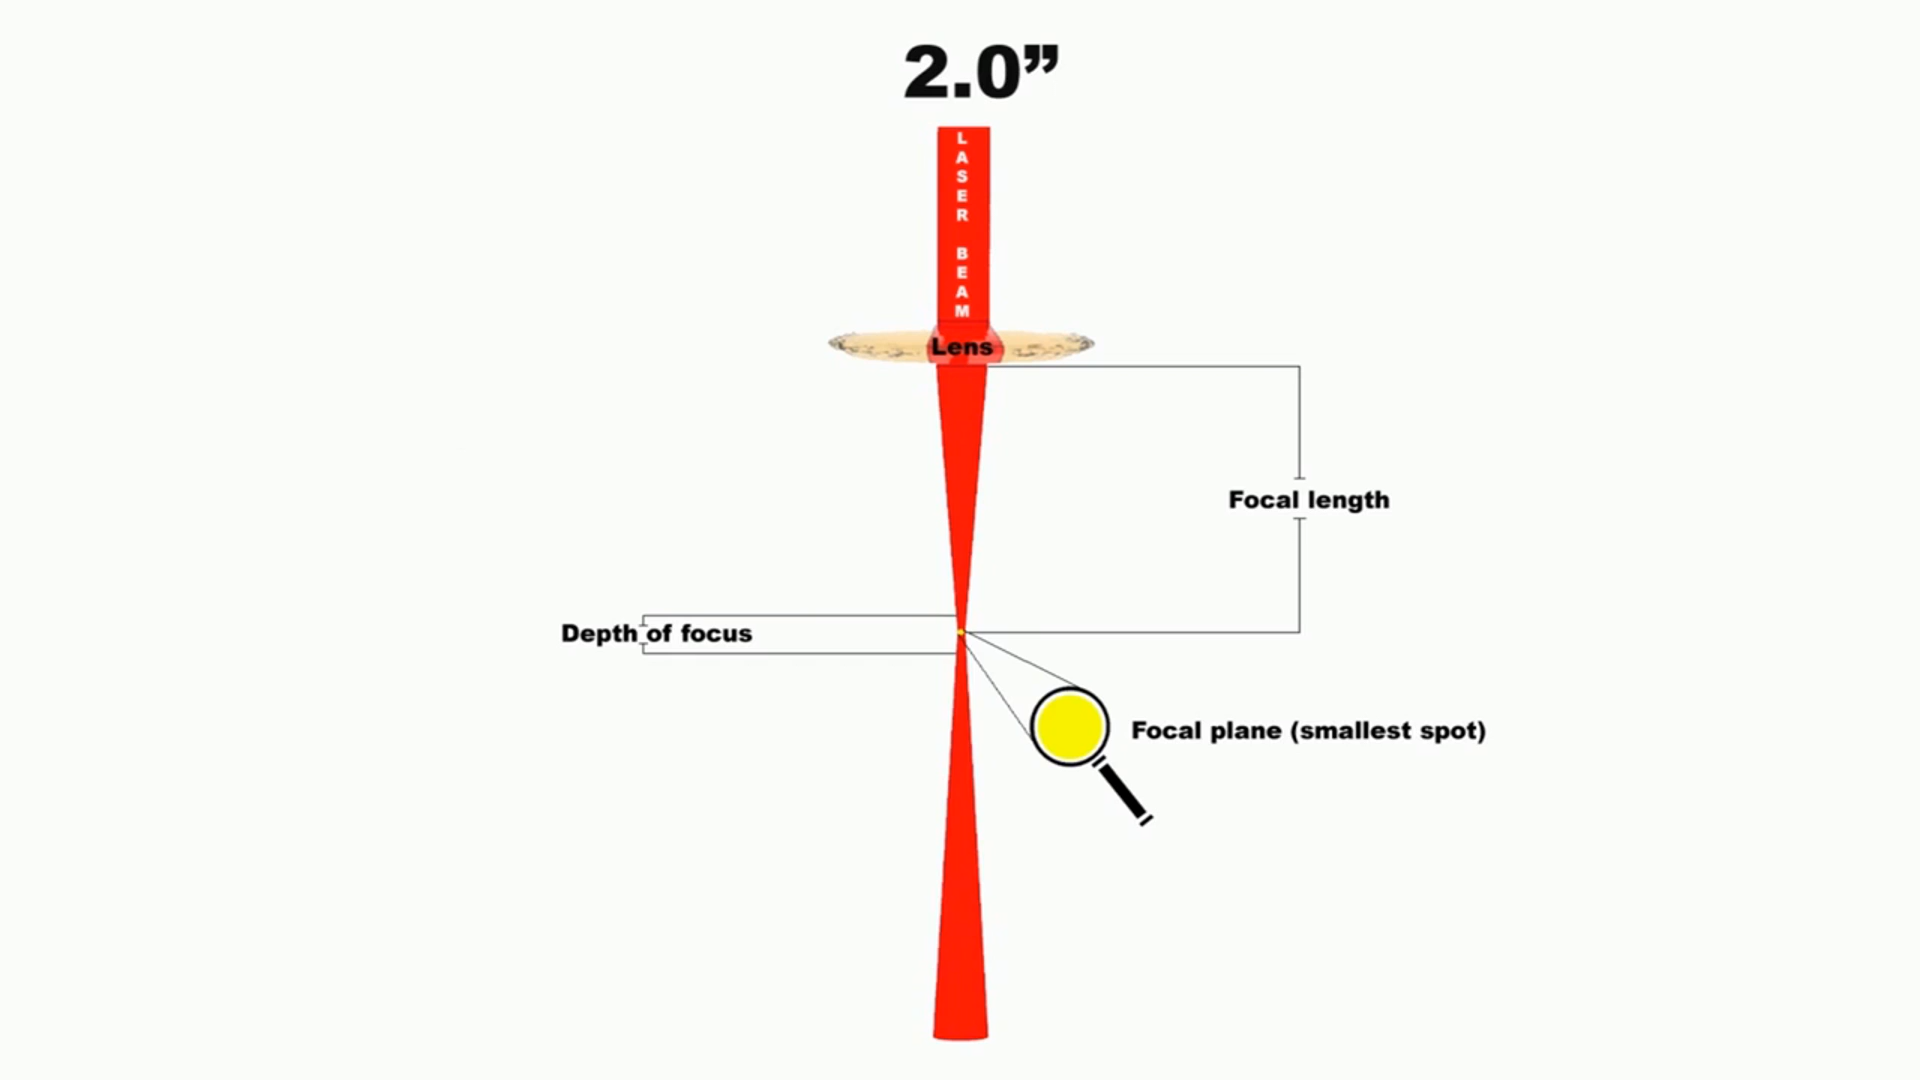 2.0”
LASER BEAM
Lens
Focal length
Depth of focus
Focal plane (smallest spot)